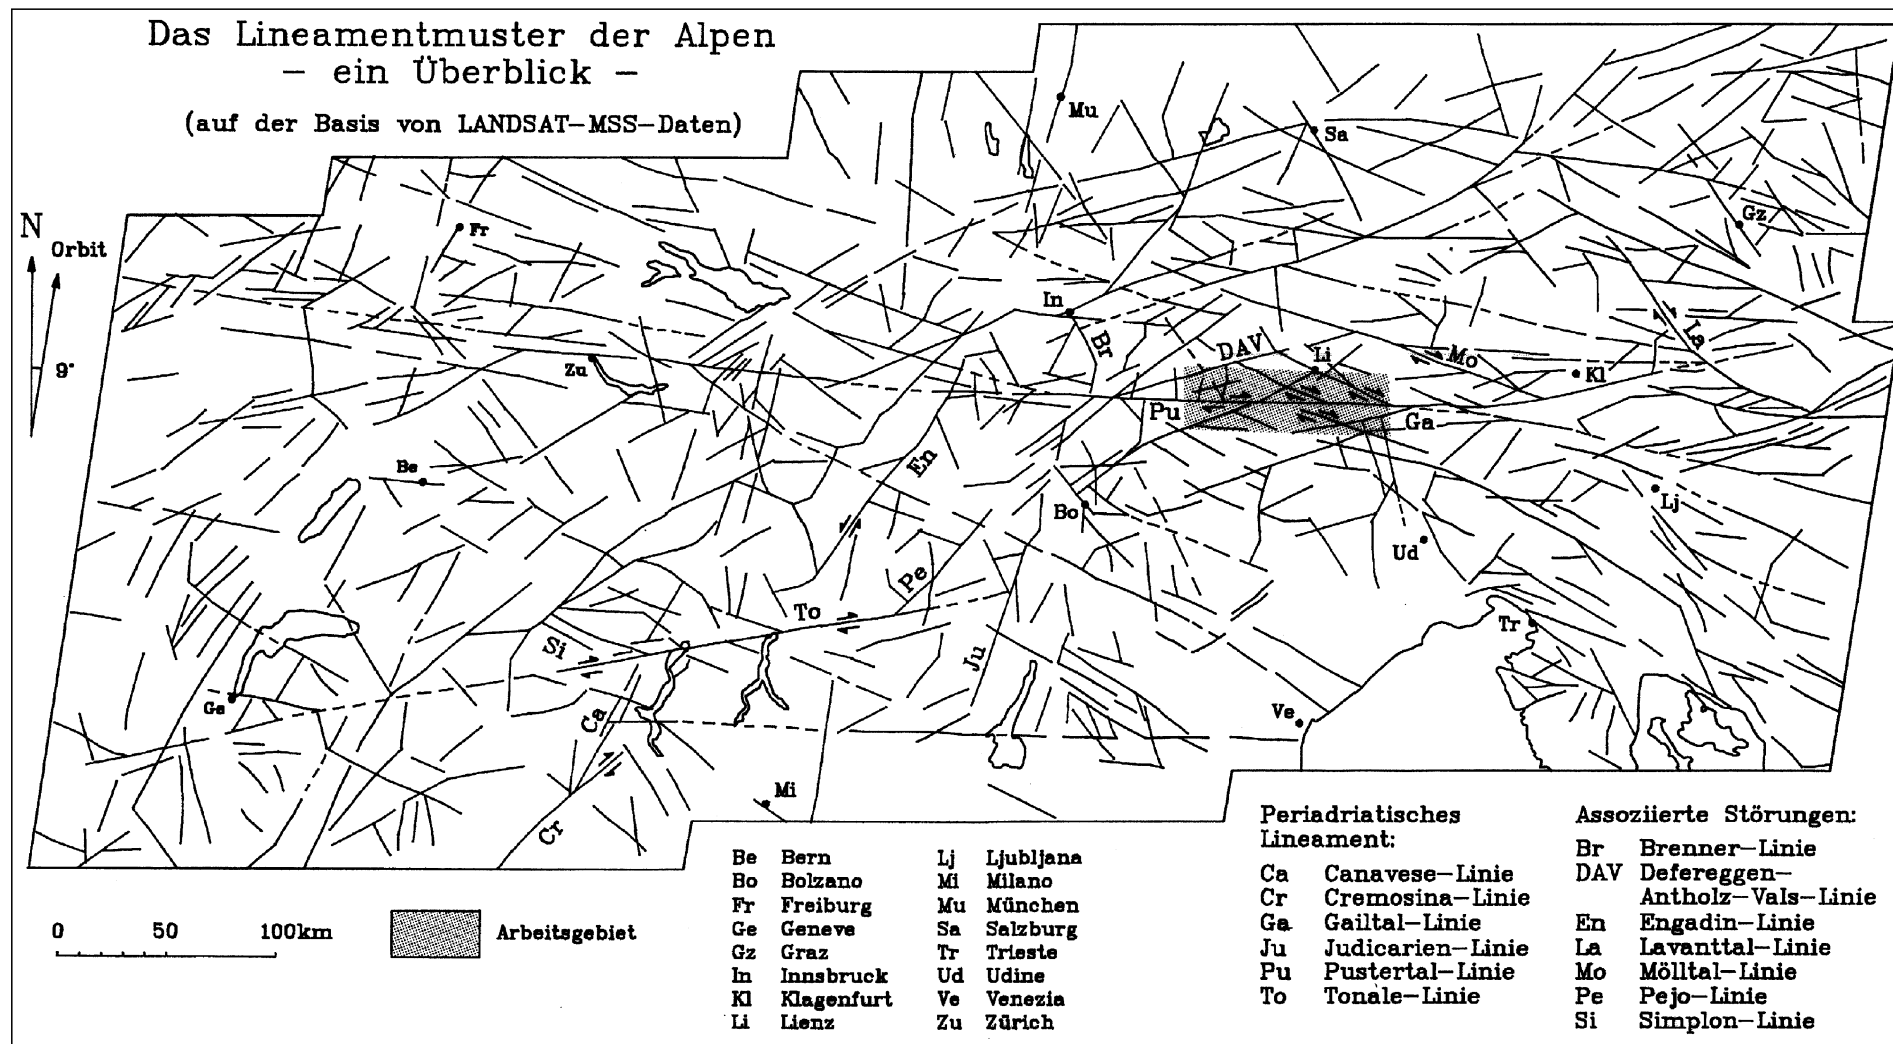 Das Lineamentmuster der Alpen
– ein Überblick –
(auf der Basis von LANDSAT–MSS–Daten)
N
Orbit
9°
Mu
Sa
Fr
Gz
In
Br
DAV
Li
Mo
La
Kl
Zu
Pu
Ga
Be
En
Bo
Lj
Ud
Pe
To
Si
Ju
Tr
Ge
Ca
Ve
Mi
Cr
Be Bern
Bo Bolzano
Fr Freiburg
Ge Geneve
Gz Graz
In Innsbruck
Kl Klagenfurt
Li Lienz
Lj Ljubljana
Mi Milano
Mu München
Sa Salzburg
Tr Trieste
Ud Udine
Ve Venezia
Zu Zürich
0 50 100km
Arbeitsgebiet
Periadriatisches
Lineament:
Ca Canavese–Linie
Cr Cremosina–Linie
Ga Gailtal–Linie
Ju Judicarien–Linie
Pu Pustertal–Linie
To Tonale–Linie
Assoziierte Störungen:
Br Brenner–Linie
DAV Defereggen–
Antholz–Vals–Linie
En Engadin–Linie
La Lavanttal–Linie
Mo Mölltal–Linie
Pe Pejo–Linie
Si Simplon–Linie